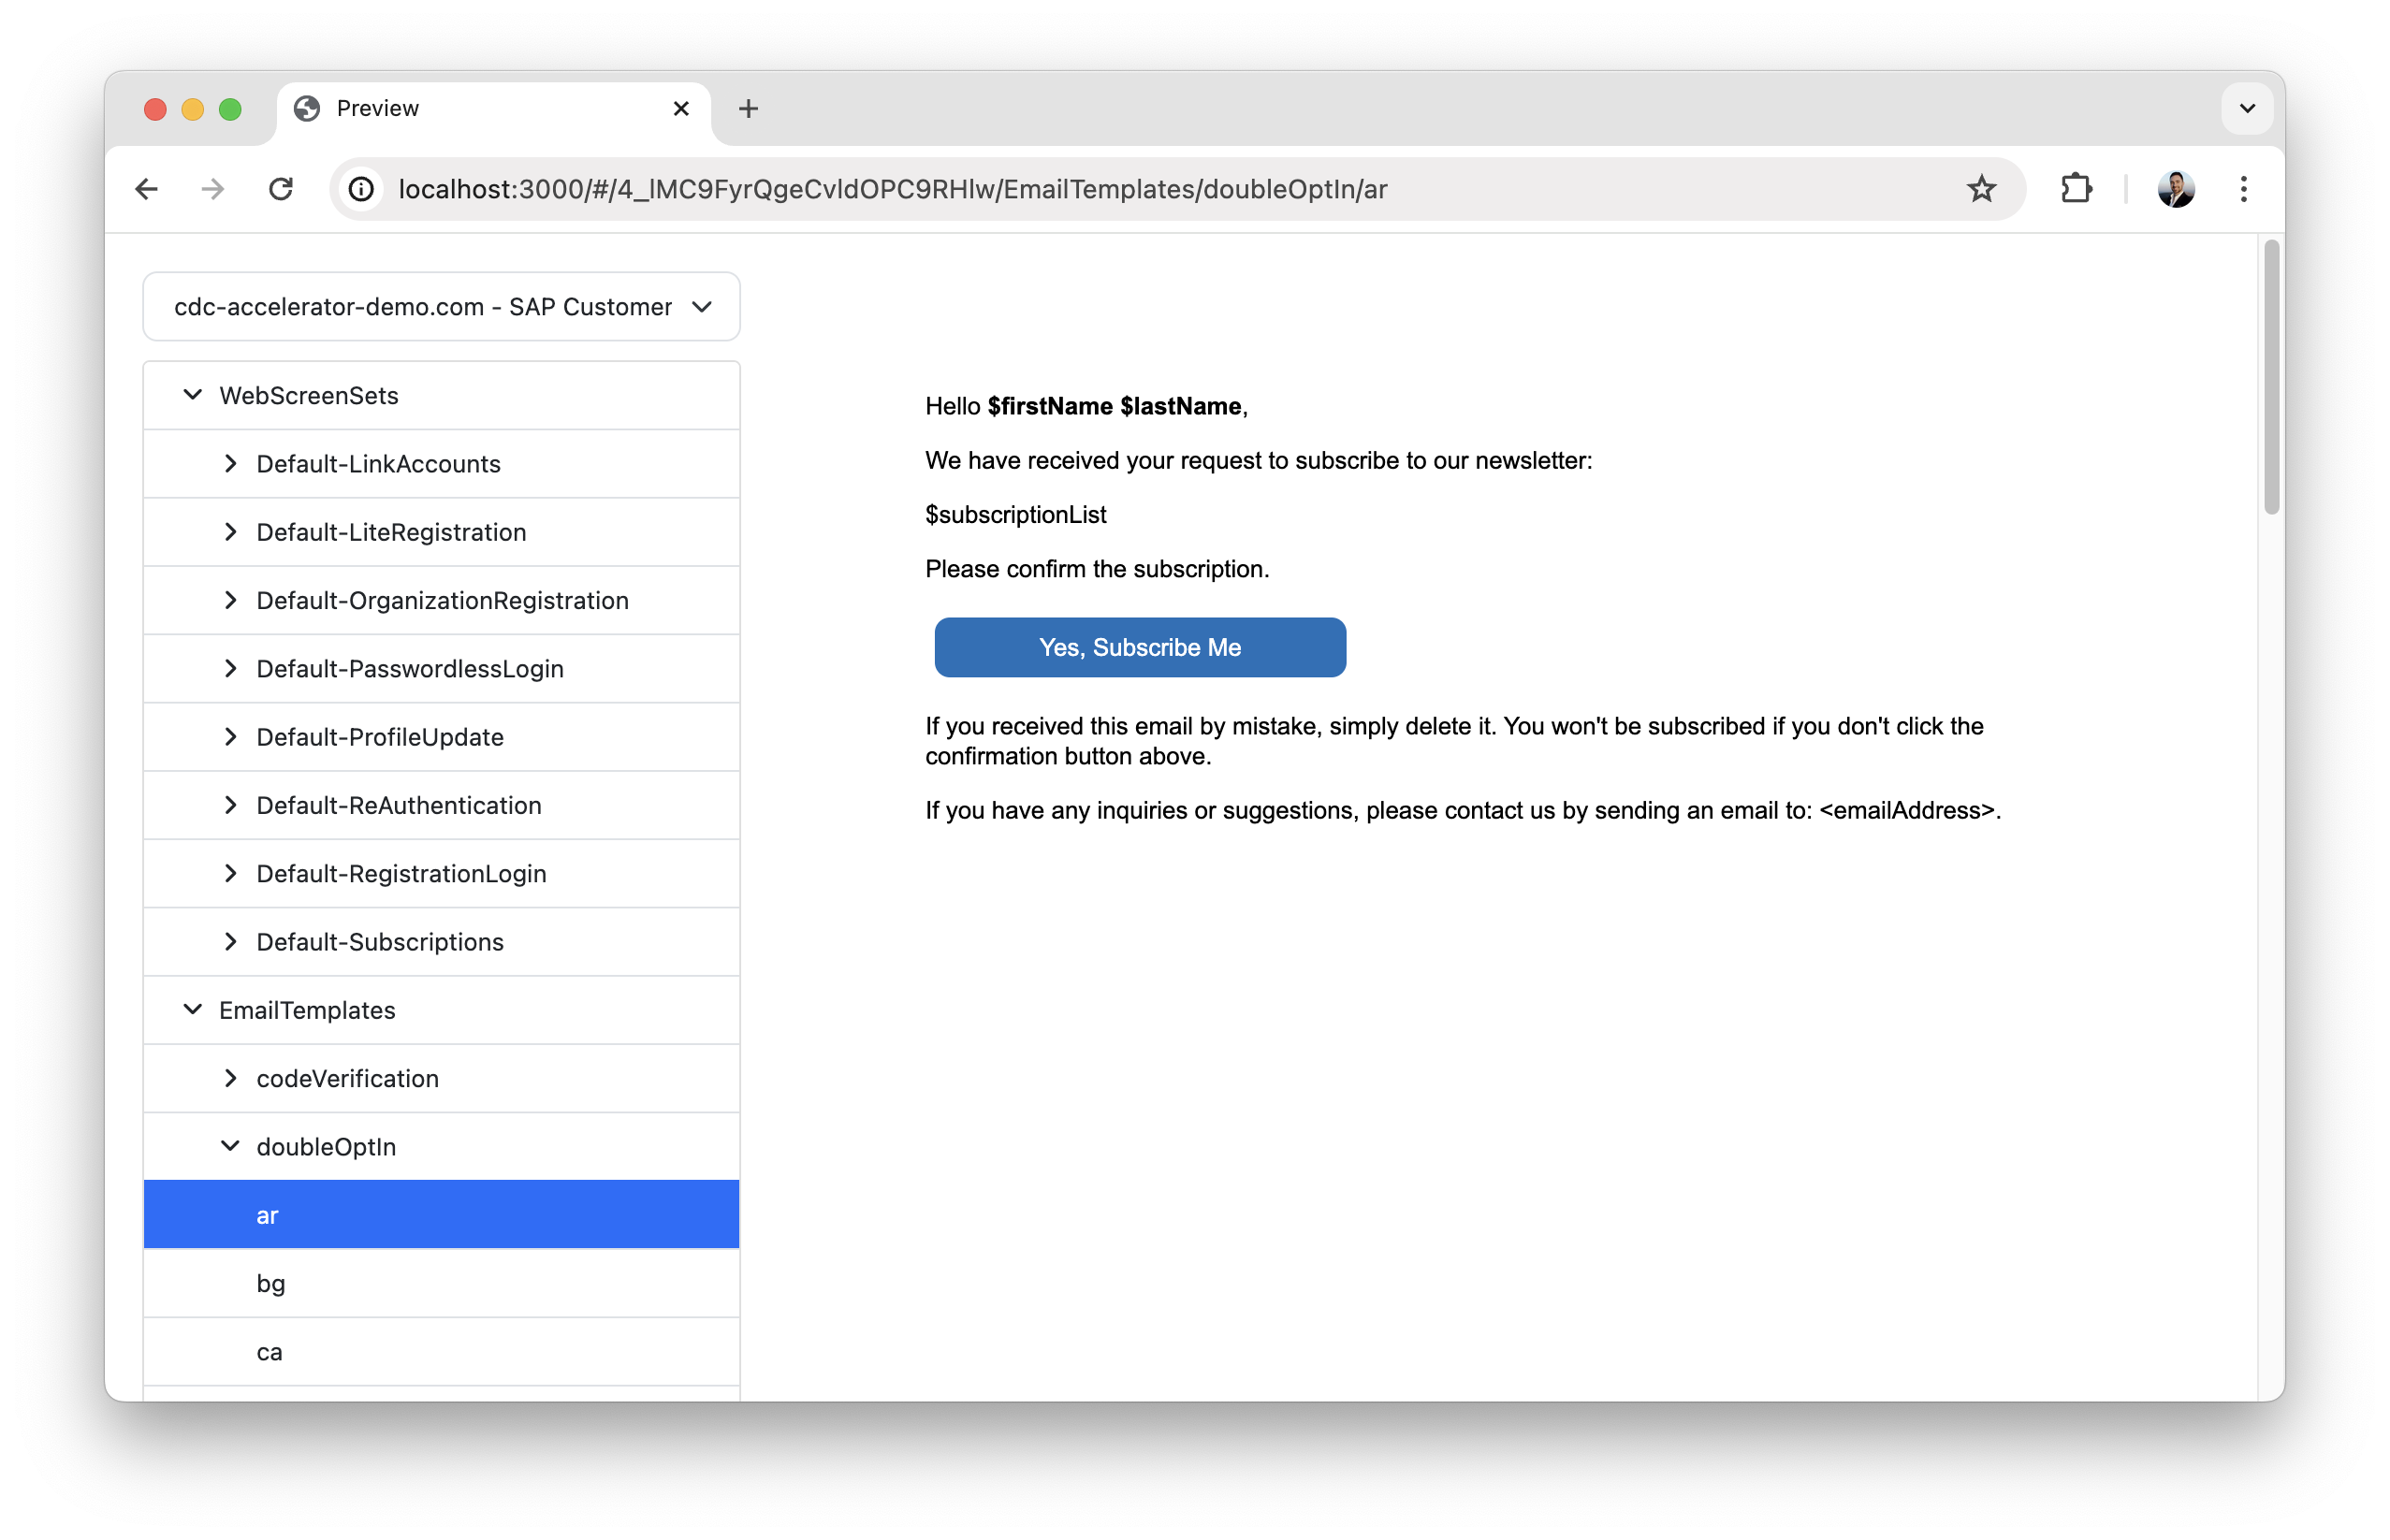 Preview
localhost:3000/#/4_IMC9FyrQgeCvldOPC9RHlw/EmailTemplates/doubleOptIn/ar
cdc-accelerator-demo.com - SAP Customer
WebScreenSets
Default-LinkAccounts
Default-LiteRegistration
Default-OrganizationRegistration
Default-PasswordlessLogin
Default-ProfileUpdate
Default-ReAuthentication
Default-RegistrationLogin
Default-Subscriptions
EmailTemplates
codeVerification
doubleOptIn
ar
bg
ca
Hello $firstName $lastName,
We have received your request to subscribe to our newsletter:
$subscriptionList
Please confirm the subscription.
Yes, Subscribe Me
If you received this email by mistake, simply delete it. You won't be subscribed if you don't click the
confirmation button above.
If you have any inquiries or suggestions, please contact us by sending an email to: <emailAddress>.